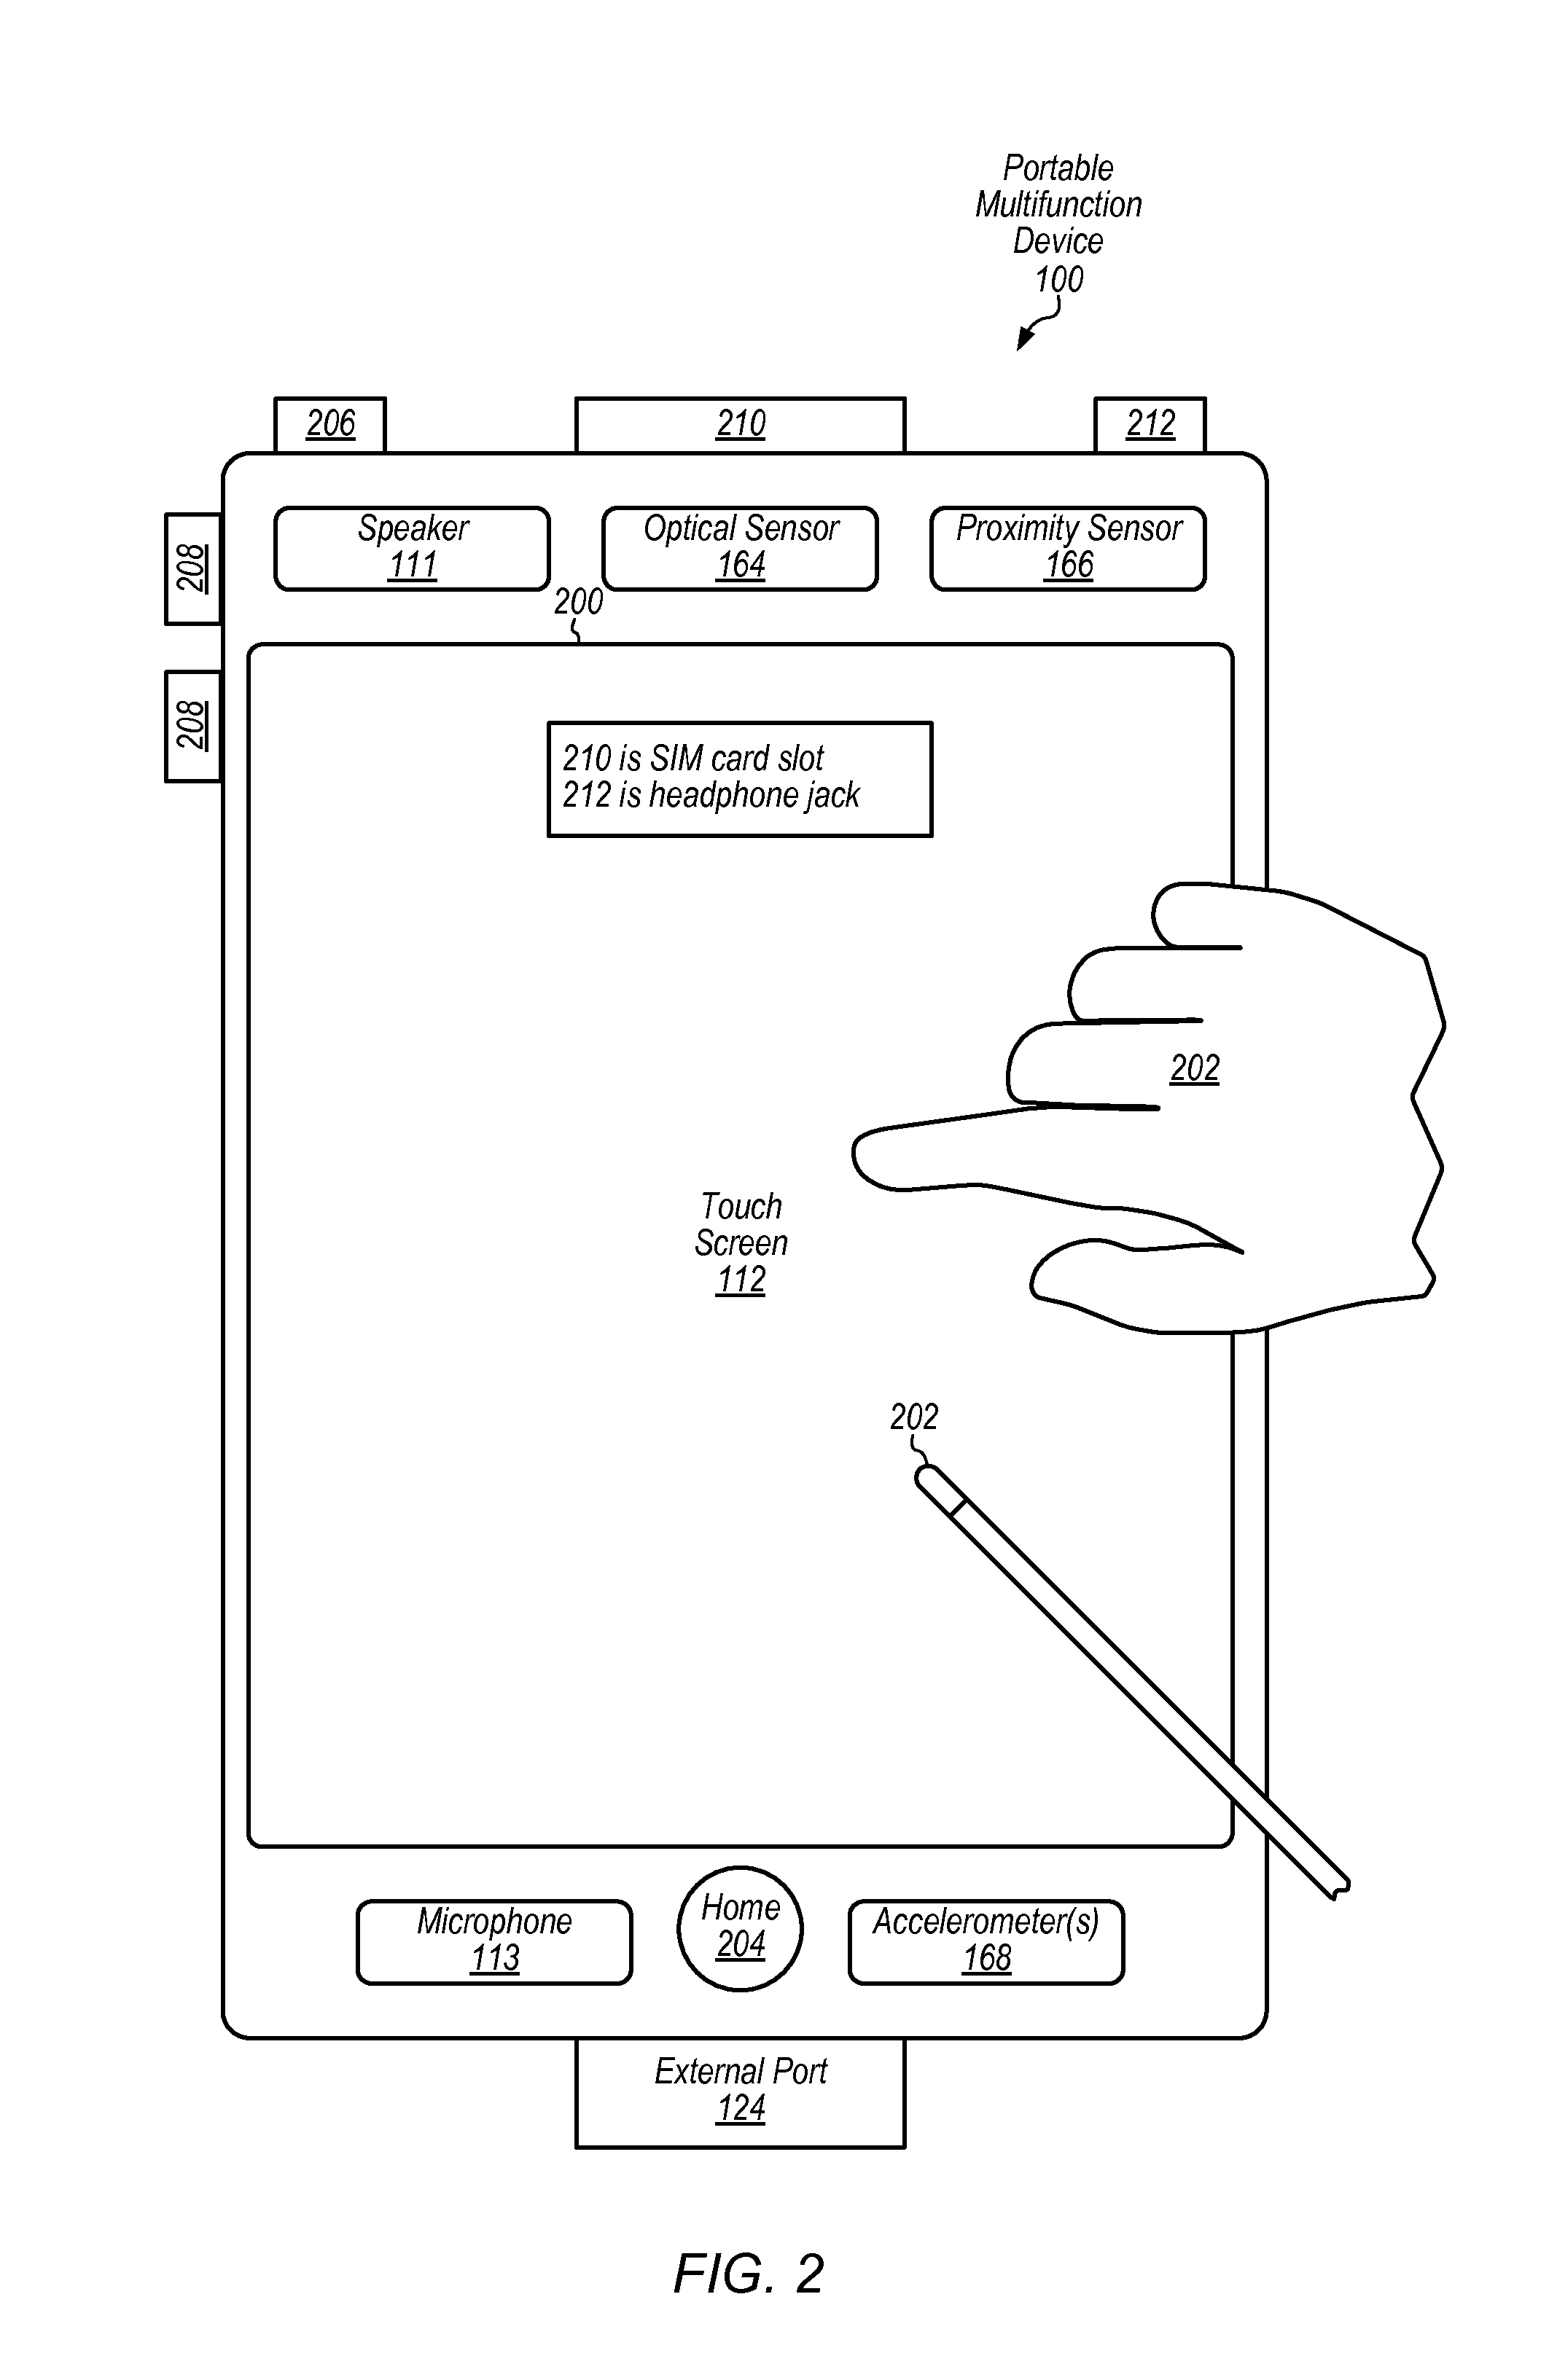 Portable
Multifunction
Device
100
206
210
212
208
208
Speaker
111
Optical Sensor
164
Proximity Sensor
166
200
210 is SIM card slot
212 is headphone jack
202
Touch
Screen
112
202
Microphone
113
Home
204
Accelerometer(s)
168
External Port
124
FIG. 2